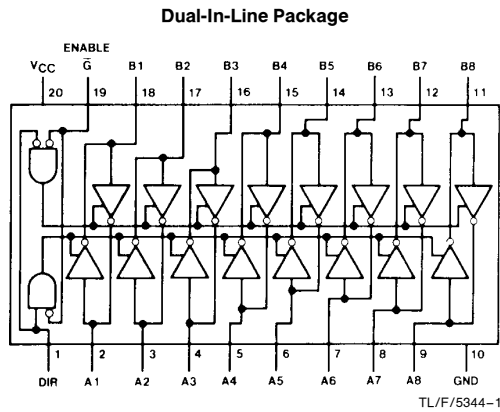 Dual-In-Line Package
ENABLE
VCC G̅ B1 B2 B3 B4 B5 B6 B7 B8
20 19 18 17 16 15 14 13 12 11
1 2 3 4 5 6 7 8 9 10
DIR A1 A2 A3 A4 A5 A6 A7 A8 GND
TL/F/5344–1